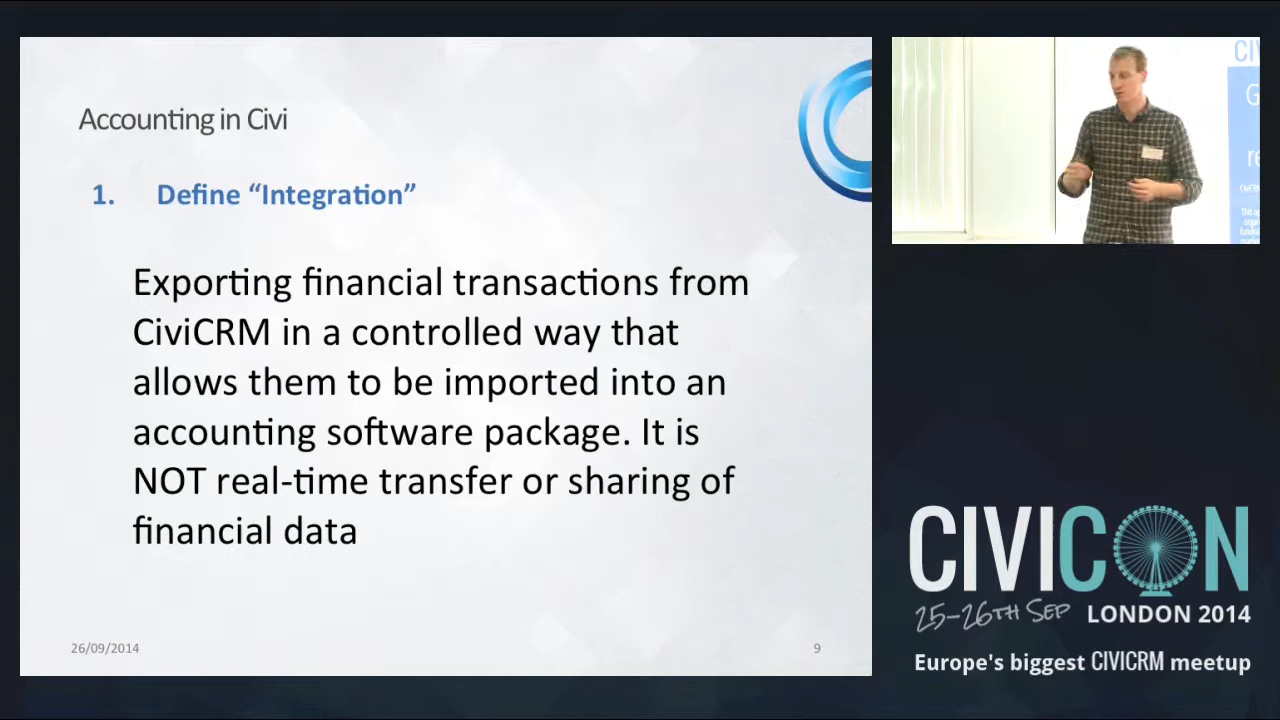 Accounting in Civi
1. Define “Integration”
Exporting financial transactions from
CiviCRM in a controlled way that
allows them to be imported into an
accounting software package. It is
NOT real-time transfer or sharing of
financial data
26/09/2014
9
CIVICON
25-26TH SEP LONDON 2014
Europe's biggest CIVICRM meetup